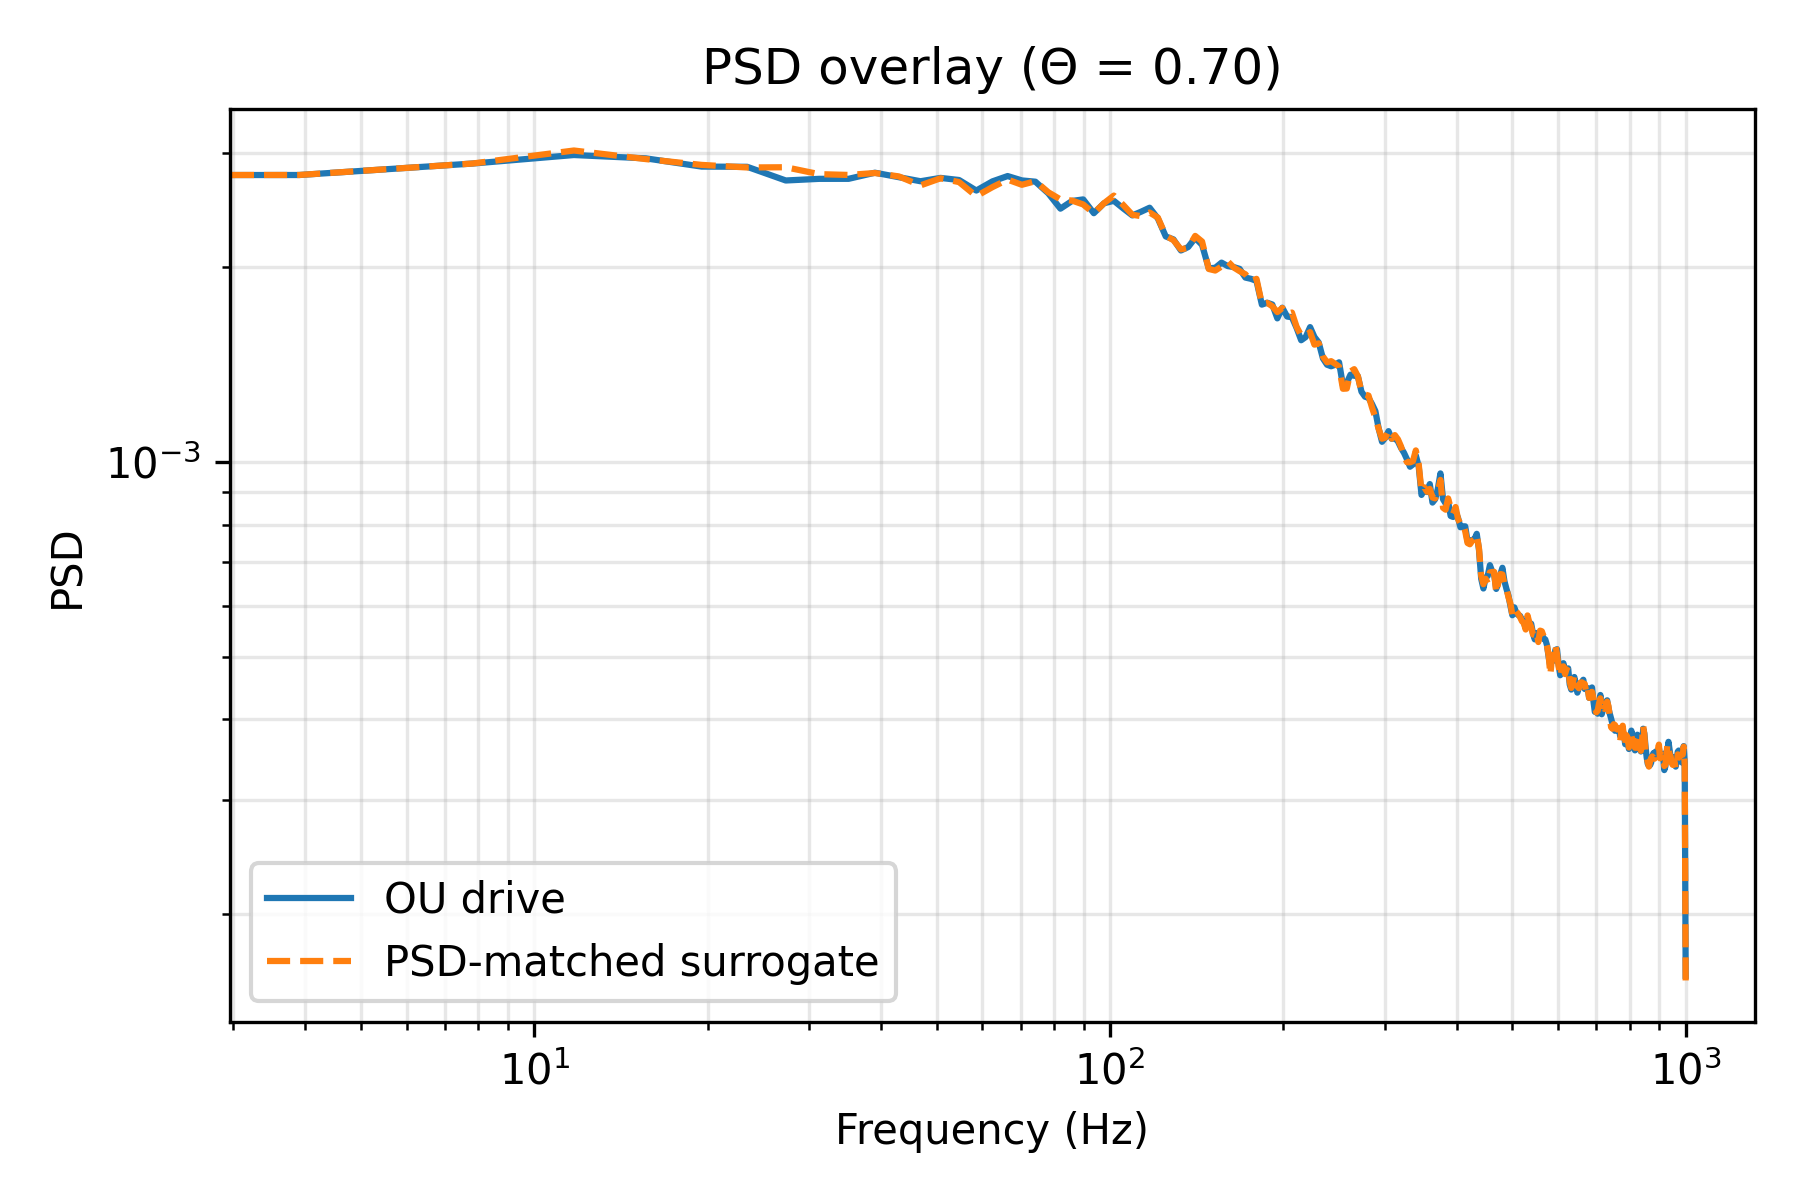 PSD overlay (Θ = 0.70)
10⁻³
PSD
OU drive
PSD-matched surrogate
10¹ 10² 10³
Frequency (Hz)